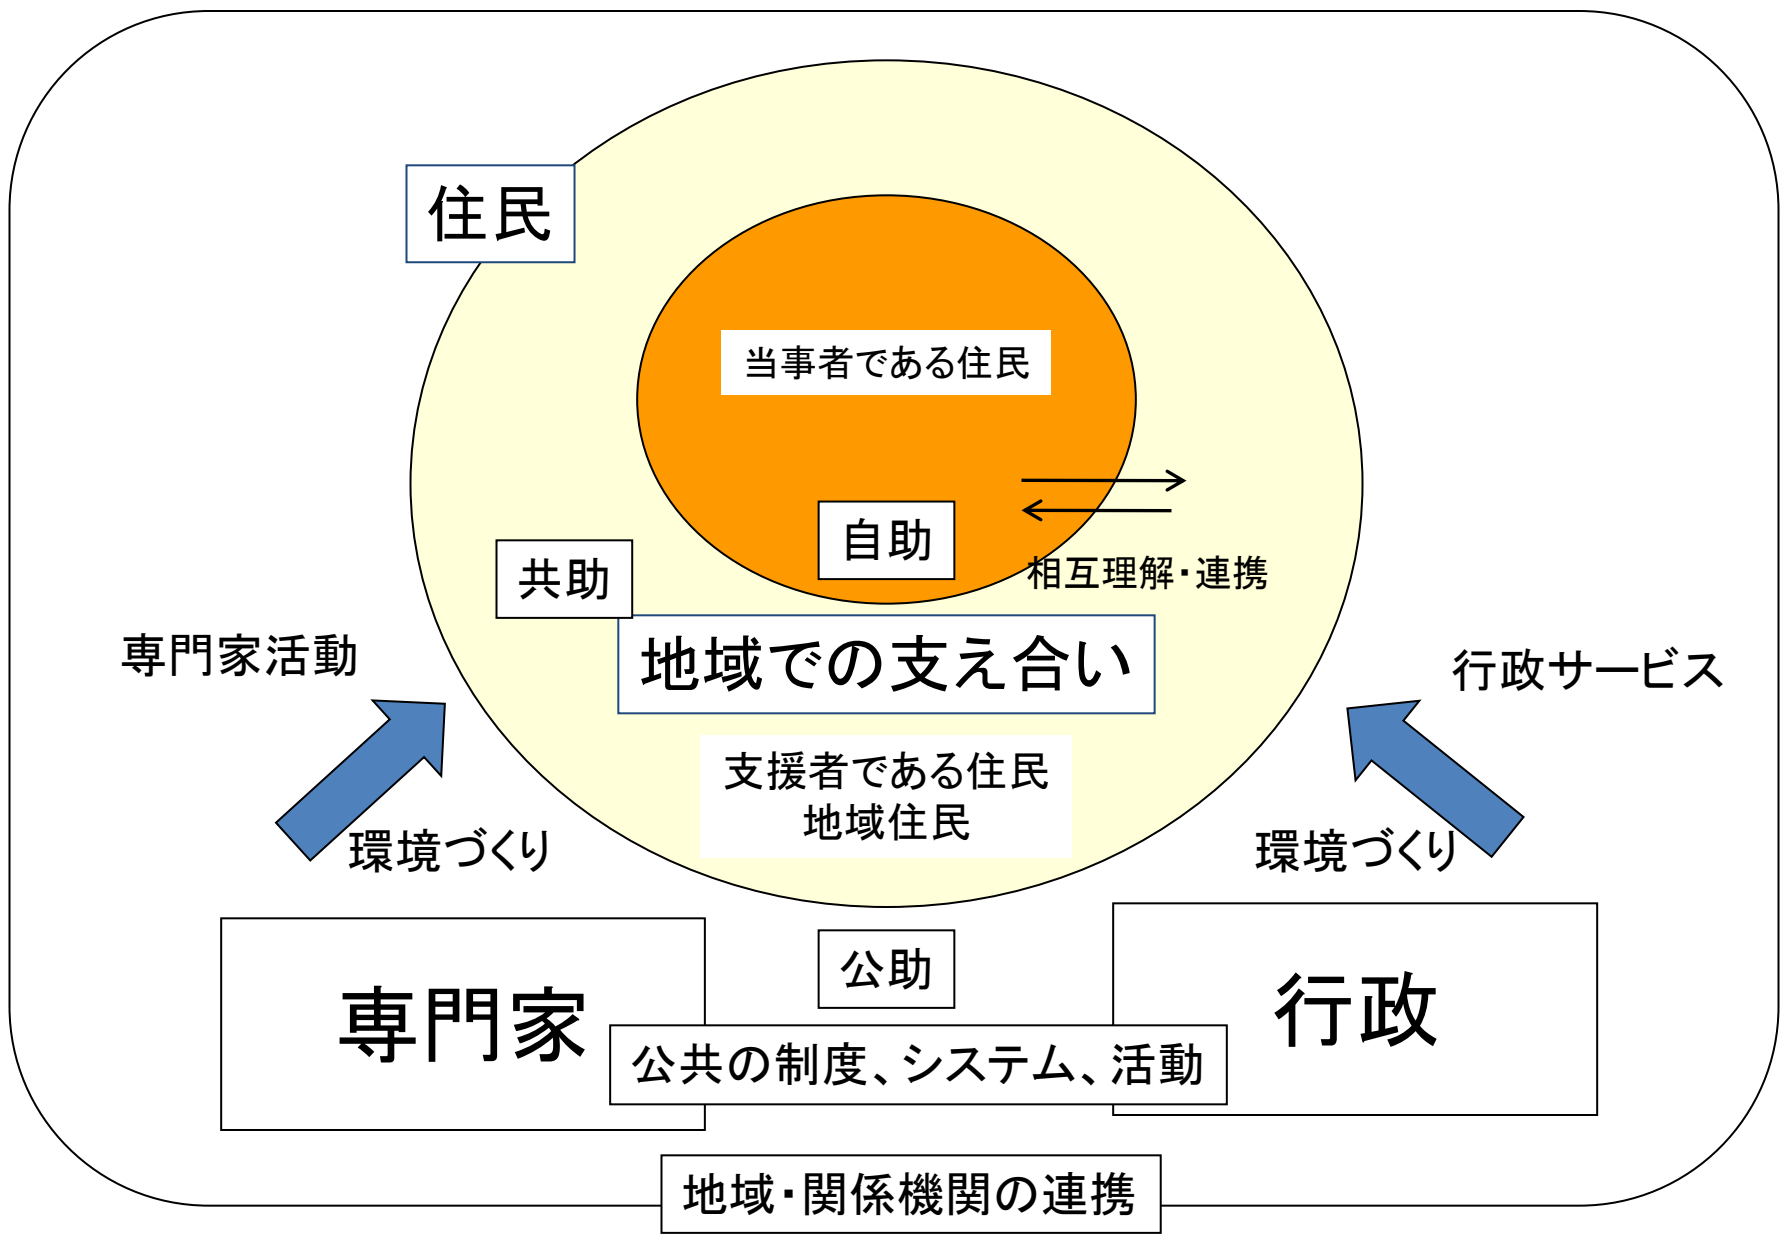 住民
当事者である住民
自助
共助
相互理解・連携
地域での支え合い
専門家活動
行政サービス
支援者である住民
地域住民
環境づくり
環境づくり
専門家
公助
行政
公共の制度、システム、活動
地域・関係機関の連携